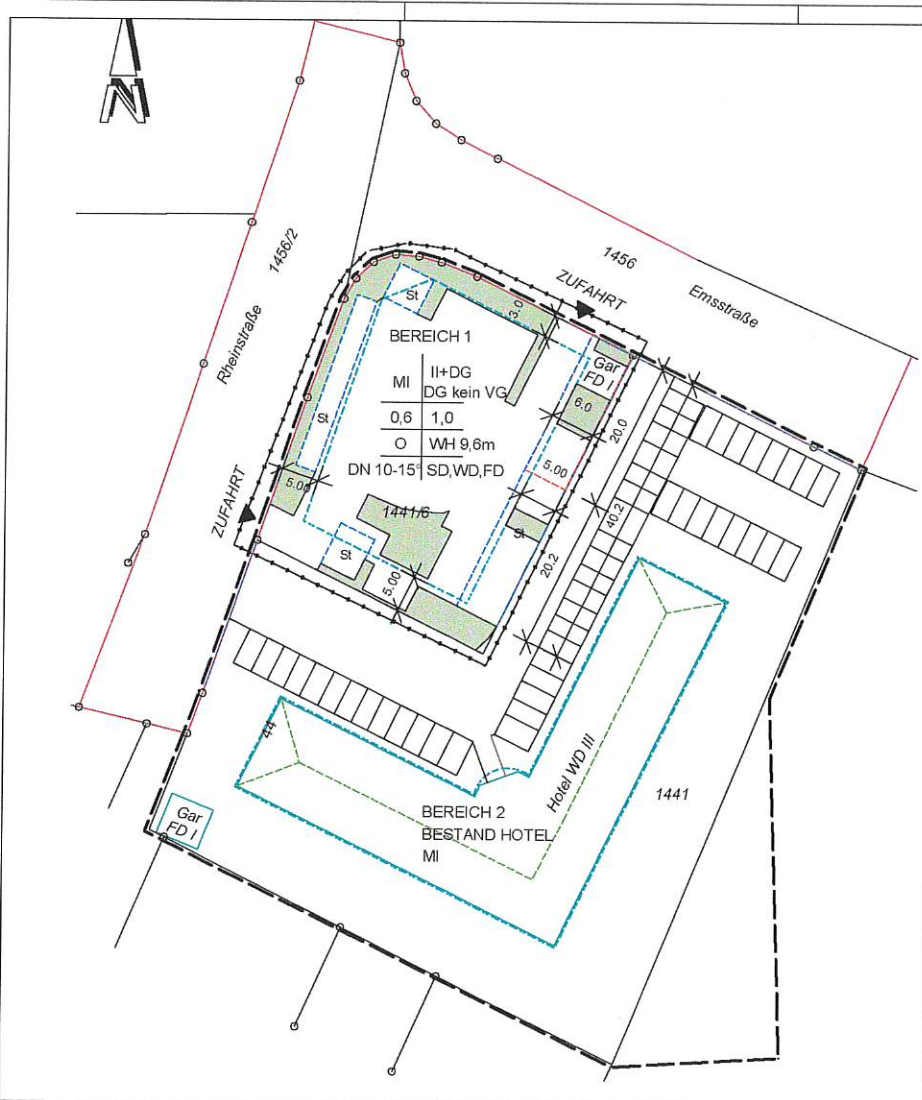 N
1456/2
1456
ZUFAHRT
Emsstraße
Rheinstraße
St
3.0
BEREICH 1
Gar
FD I
MI
II+DG
DG kein VG
0,6
1,0
O
WH 9,6m
DN 10-15°
SD,WD,FD
6.0
20.0
St
5.00
5.00
ZUFAHRT
1441/6
St
40.2
St
20.2
5.00
44
Hotel WD III
1441
BEREICH 2
BESTAND HOTEL
MI
Gar
FD I